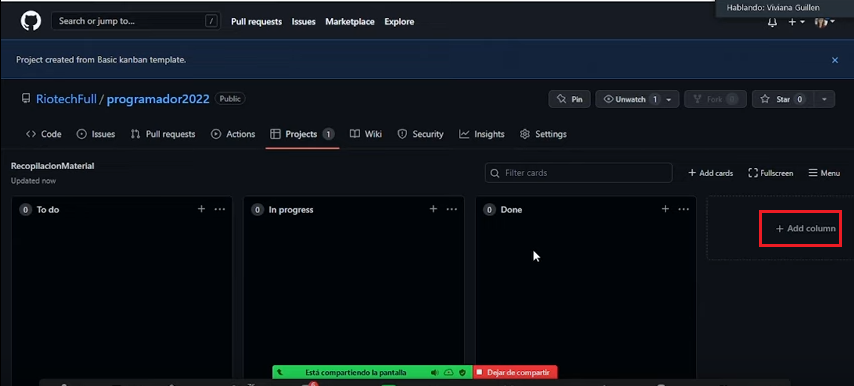 Hablando: Viviana Guillen
Search or jump to... /
Pull requests Issues Marketplace Explore
Project created from Basic kanban template.
RiotechFull / programador2022 Public
Pin Unwatch 1 Fork 0 Star 0
Code Issues Pull requests Actions Projects 1 Wiki Security Insights Settings
RecopilacionMaterial
Updated now
Filter cards
Add cards Fullscreen Menu
0 To do
0 In progress
0 Done
Add column
Está compartiendo la pantalla
Dejar de compartir